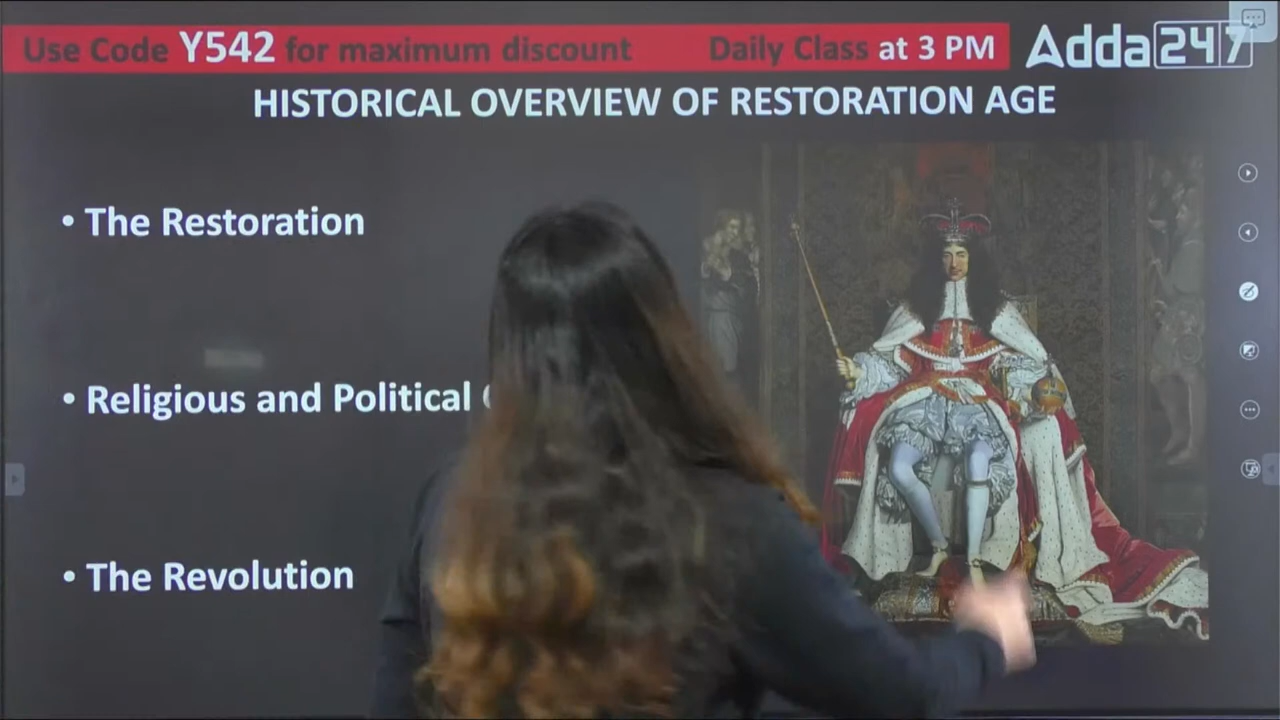 Use Code Y542 for maximum discount Daily Class at 3 PM Adda247
HISTORICAL OVERVIEW OF RESTORATION AGE
• The Restoration
• Religious and Political
• The Revolution